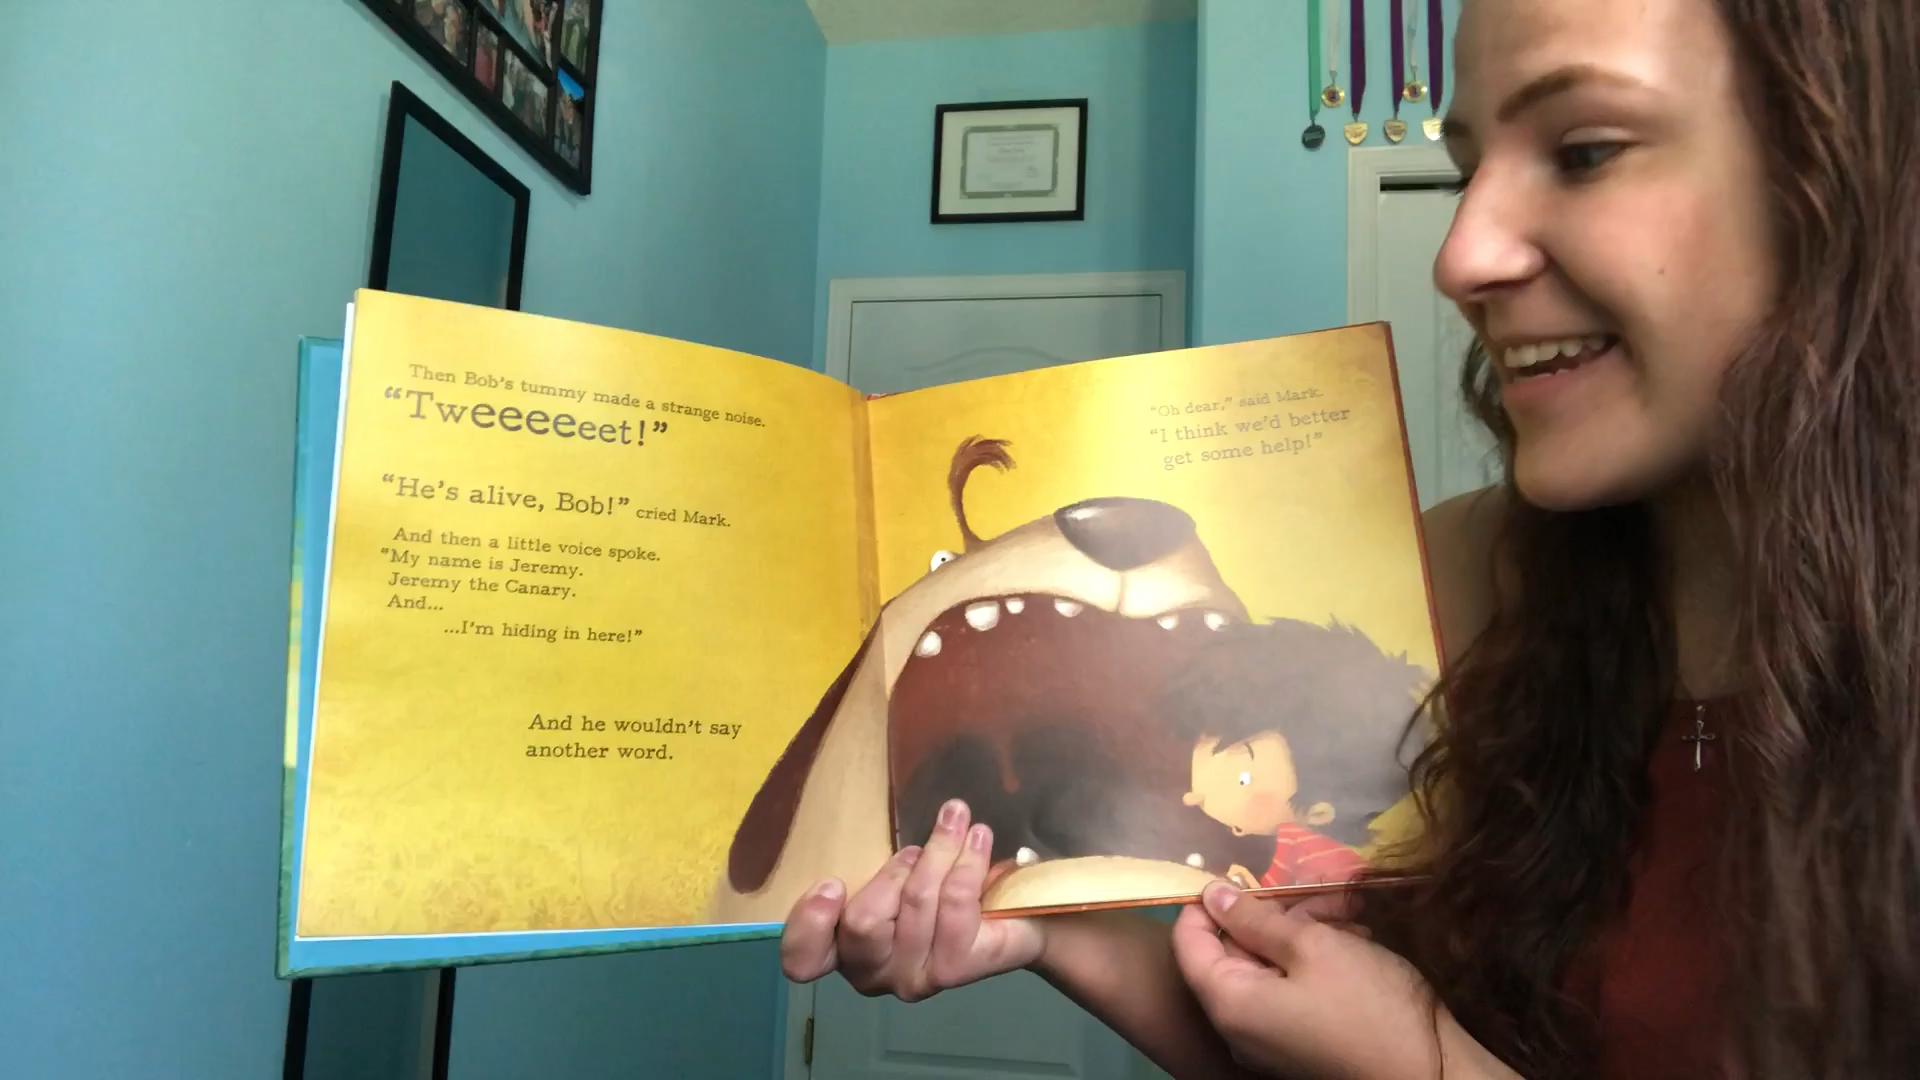 Then Bob's tummy made a strange noise.
“Tweeeeeet!”
“He's alive, Bob!” cried Mark.
And then a little voice spoke.
“My name is Jeremy.
Jeremy the Canary.
And...
...I'm hiding in here!”
And he wouldn't say
another word.
“Oh dear,” said Mark.
“I think we'd better
get some help!”